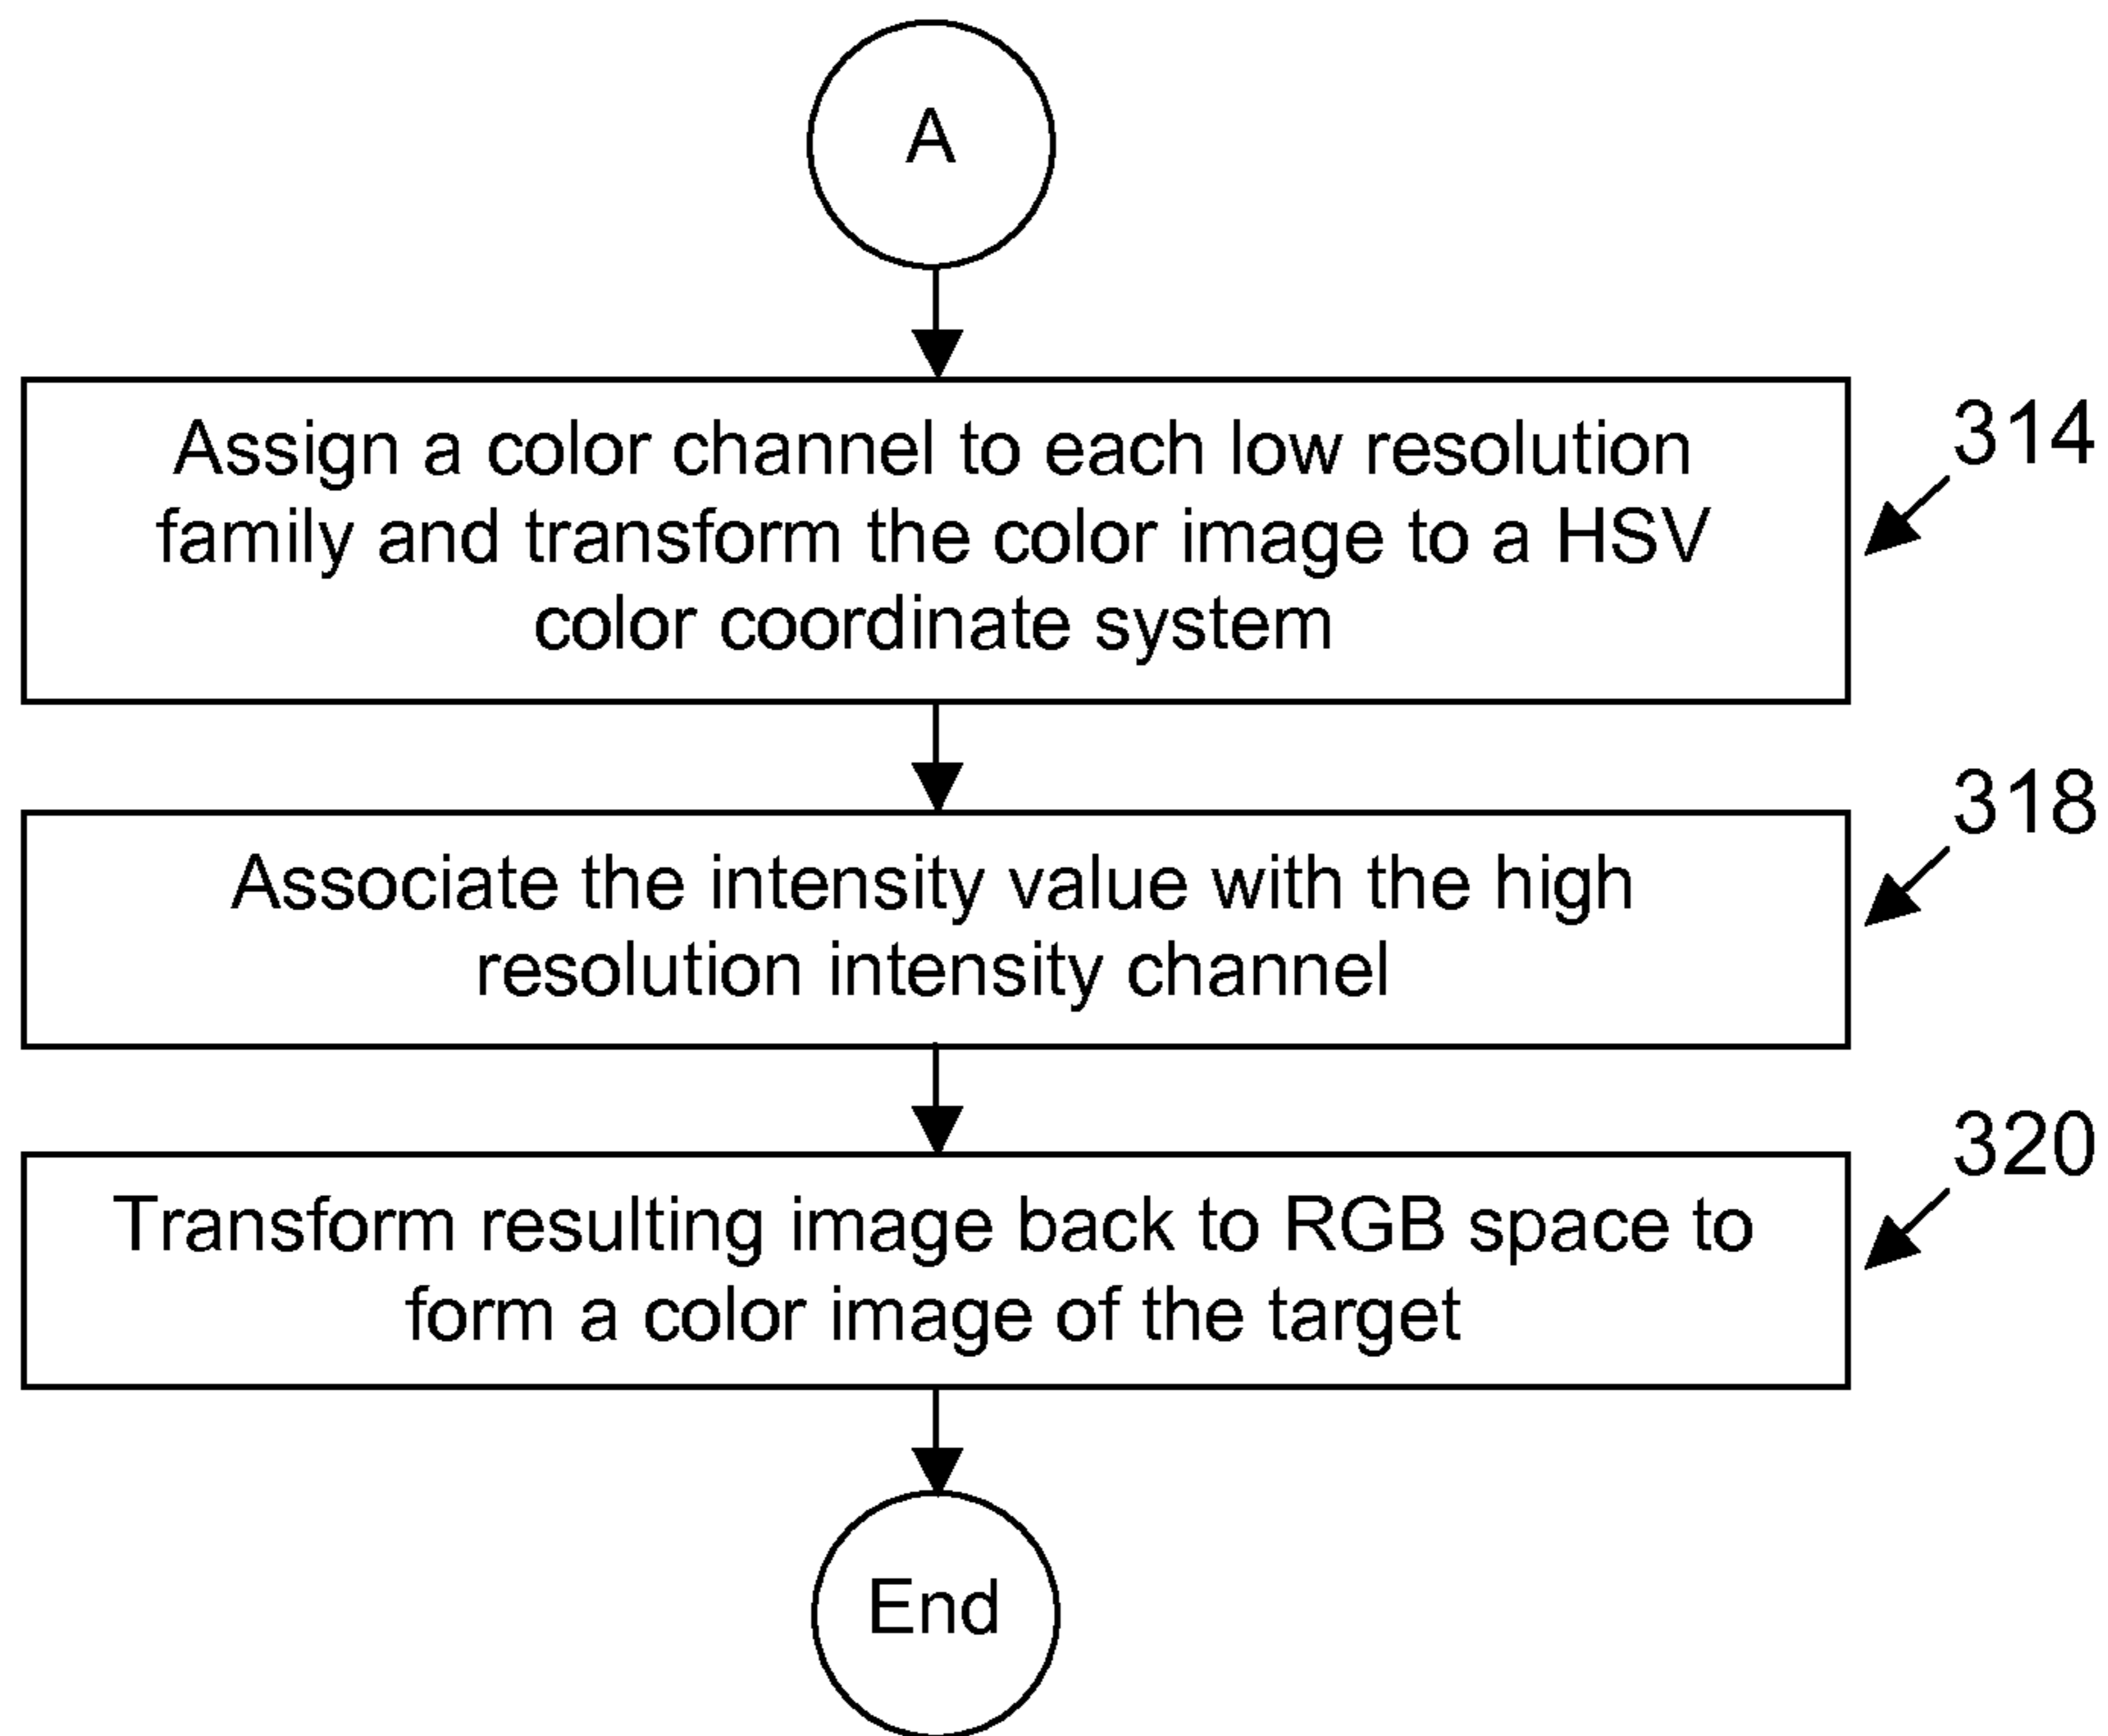 A
Assign a color channel to each low resolution
family and transform the color image to a HSV
color coordinate system
314
Associate the intensity value with the high
resolution intensity channel
318
Transform resulting image back to RGB space to
form a color image of the target
320
End